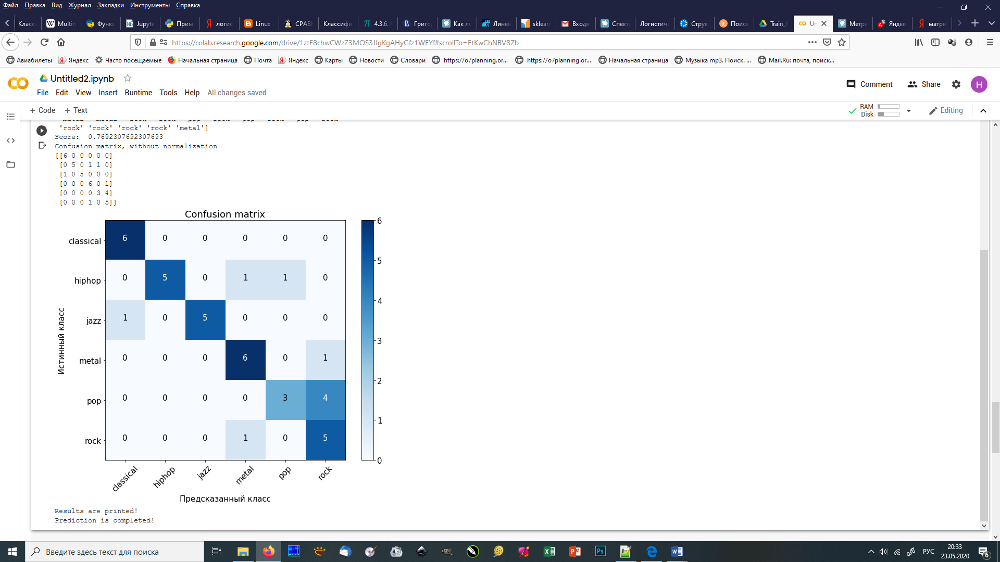 Файл Правка Вид Журнал Закладки Инструменты Справка
Класс Multin Функц Jupyte Прим логис Linux СРАВН Классифи 4.3.6. Григо Как ле Линей sklearn Входя Спект Логистич Струк Поиск Train_ Un Метри Яндек матри
https://colab.research.google.com/drive/1ztE8chwCWzZ3MOS3JJgKgAHyGfz1WEYf#scrollTo=EtKwChNBV8Zb
Авиабилеты Яндекс Часто посещаемые Начальная страница Почта Яндекс Карты Новости Словари https://o7planning.or... https://o7planning.or... Начальная страница Музыка mp3. Поиск. ... Mail.Ru: почта, поиск...
Untitled2.ipynb
Comment Share H
File Edit View Insert Runtime Tools Help All changes saved
+ Code + Text
RAM
Disk
Editing
'rock' 'rock' 'rock' 'rock' 'metal']
Score: 0.7692307692307693
Confusion matrix, without normalization
[[6 0 0 0 0 0]
[0 5 0 1 1 0]
[1 0 5 0 0 0]
[0 0 0 6 0 1]
[0 0 0 0 3 4]
[0 0 0 1 0 5]]
Confusion matrix
classical 6 0 0 0 0 0
hiphop 0 5 0 1 1 0
jazz 1 0 5 0 0 0
metal 0 0 0 6 0 1
pop 0 0 0 0 3 4
rock 0 0 0 1 0 5
Истинный класс
6
5
4
3
2
1
0
classical hiphop jazz metal pop rock
Предсказанный класс
Results are printed!
Prediction is completed!
Введите здесь текст для поиска
РУС
20:33
23.05.2020
6